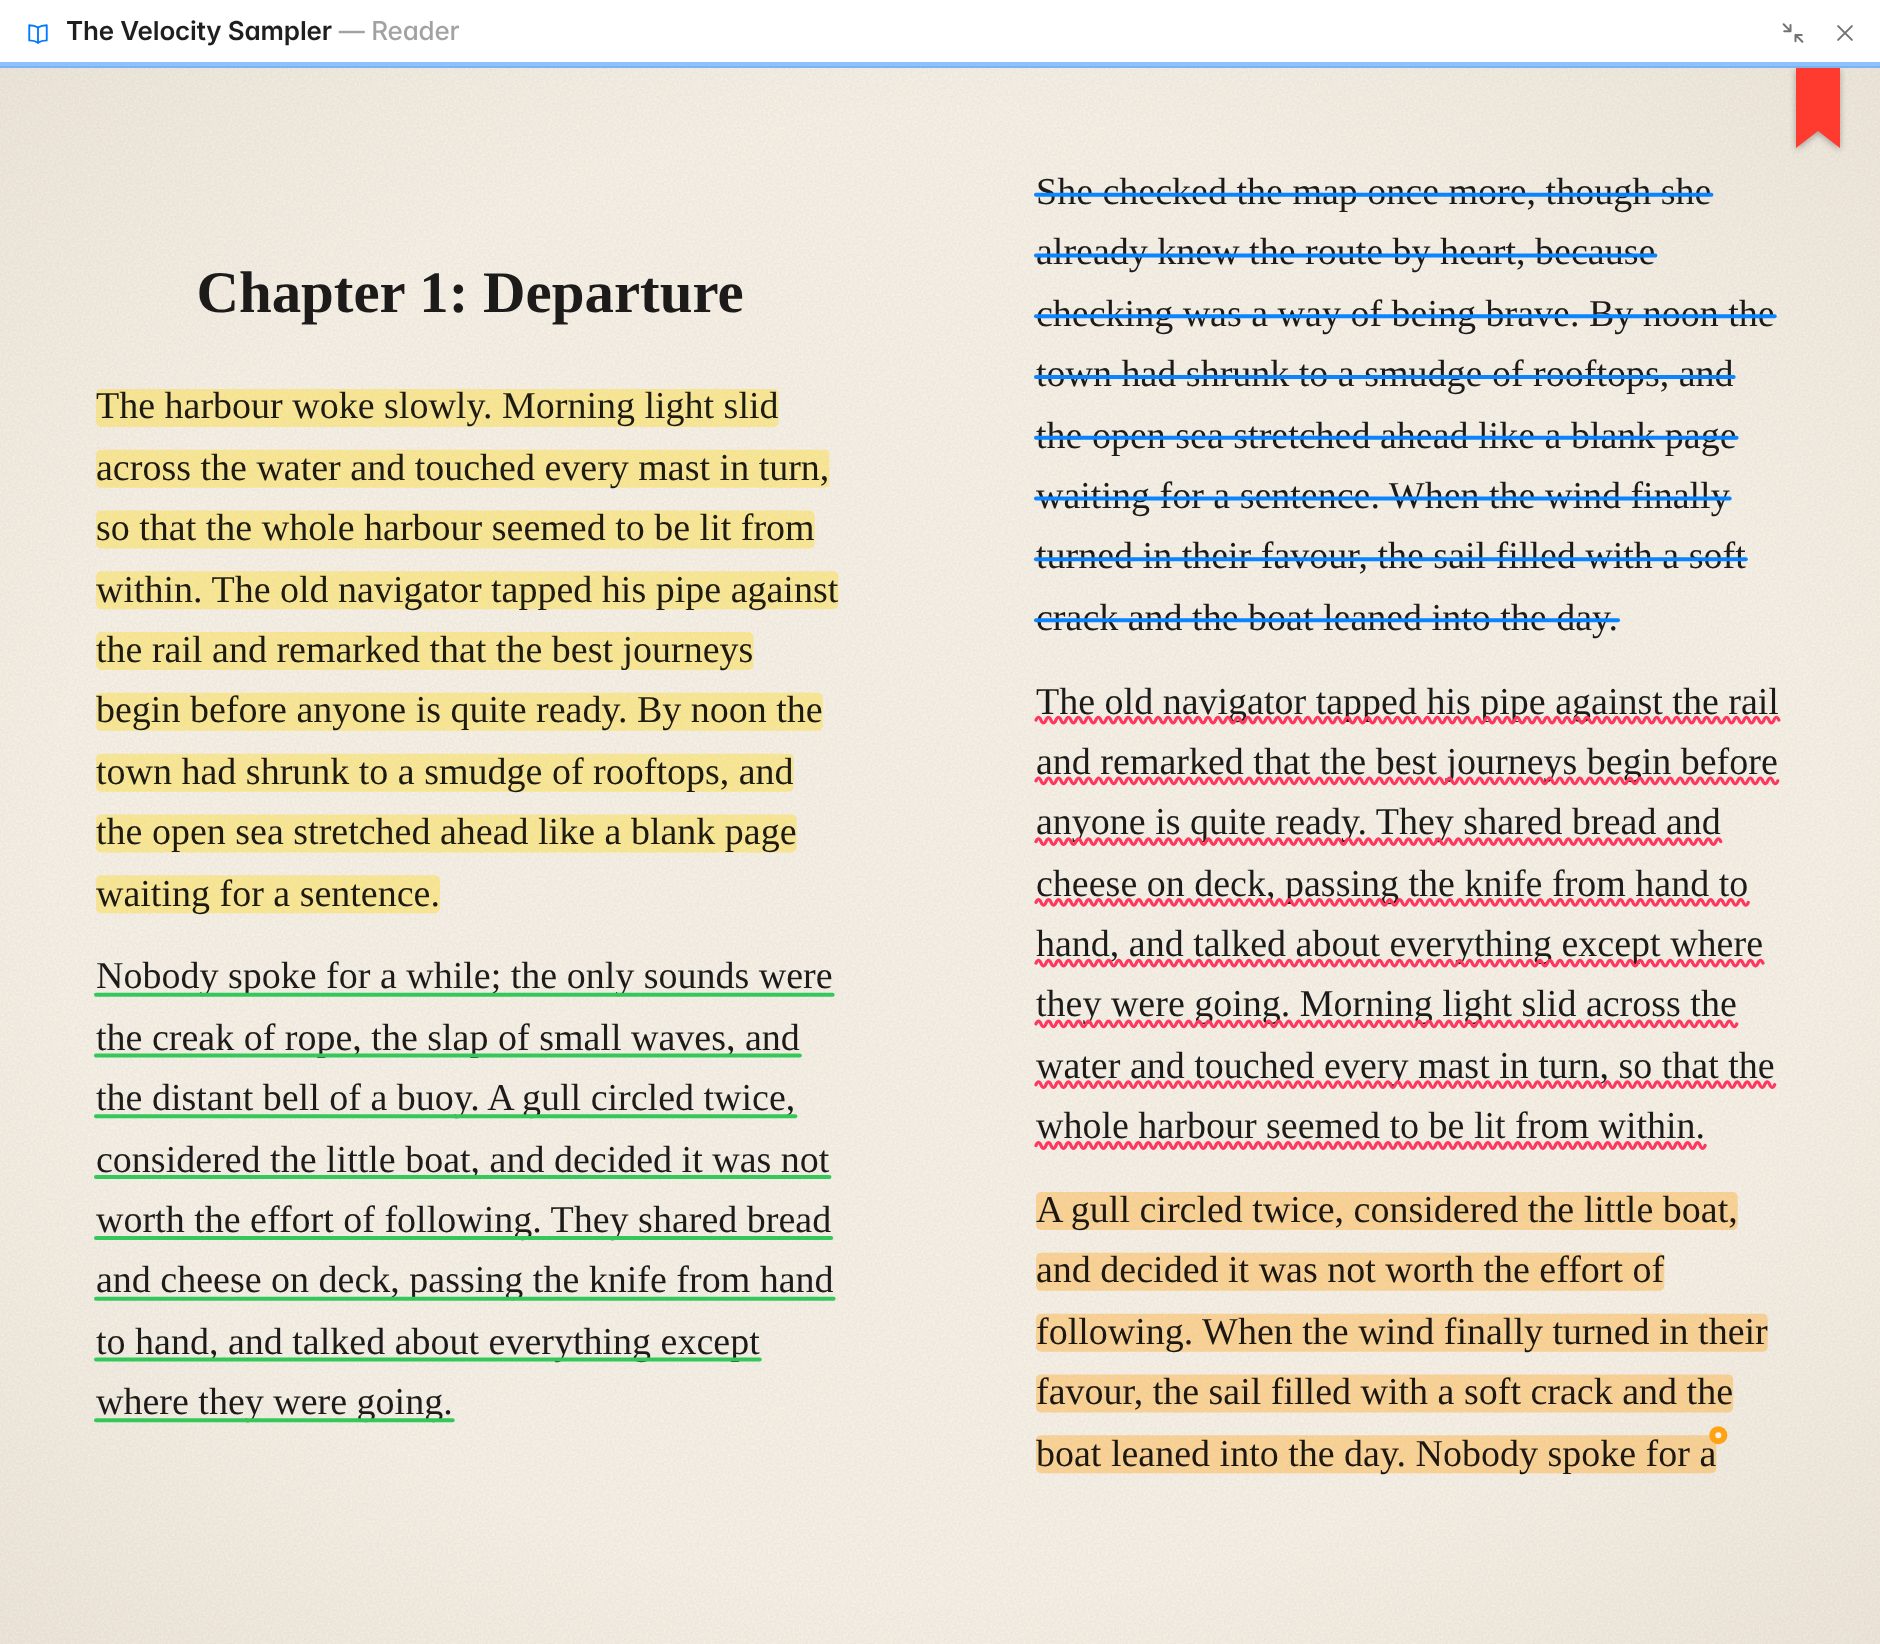 The Velocity Sampler — Reader
Chapter 1: Departure
The harbour woke slowly. Morning light slid
across the water and touched every mast in turn,
so that the whole harbour seemed to be lit from
within. The old navigator tapped his pipe against
the rail and remarked that the best journeys
begin before anyone is quite ready. By noon the
town had shrunk to a smudge of rooftops, and
the open sea stretched ahead like a blank page
waiting for a sentence.
Nobody spoke for a while; the only sounds were
the creak of rope, the slap of small waves, and
the distant bell of a buoy. A gull circled twice,
considered the little boat, and decided it was not
worth the effort of following. They shared bread
and cheese on deck, passing the knife from hand
to hand, and talked about everything except
where they were going.
She checked the map once more, though she
already knew the route by heart, because
checking was a way of being brave. By noon the
town had shrunk to a smudge of rooftops, and
the open sea stretched ahead like a blank page
waiting for a sentence. When the wind finally
turned in their favour, the sail filled with a soft
crack and the boat leaned into the day.
The old navigator tapped his pipe against the rail
and remarked that the best journeys begin before
anyone is quite ready. They shared bread and
cheese on deck, passing the knife from hand to
hand, and talked about everything except where
they were going. Morning light slid across the
water and touched every mast in turn, so that the
whole harbour seemed to be lit from within.
A gull circled twice, considered the little boat,
and decided it was not worth the effort of
following. When the wind finally turned in their
favour, the sail filled with a soft crack and the
boat leaned into the day. Nobody spoke for a